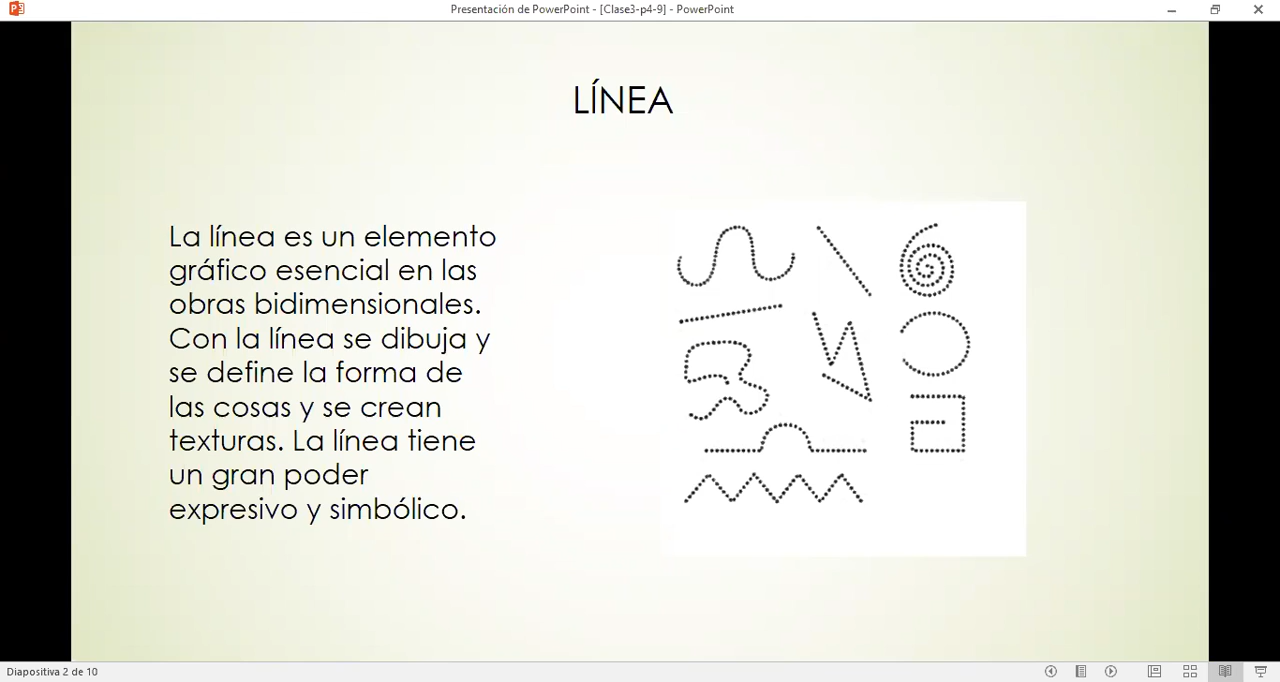 Presentación de PowerPoint - [Clase3-p4-9] - PowerPoint
LÍNEA
La línea es un elemento
gráfico esencial en las
obras bidimensionales.
Con la línea se dibuja y
se define la forma de
las cosas y se crean
texturas. La línea tiene
un gran poder
expresivo y simbólico.
Diapositiva 2 de 10